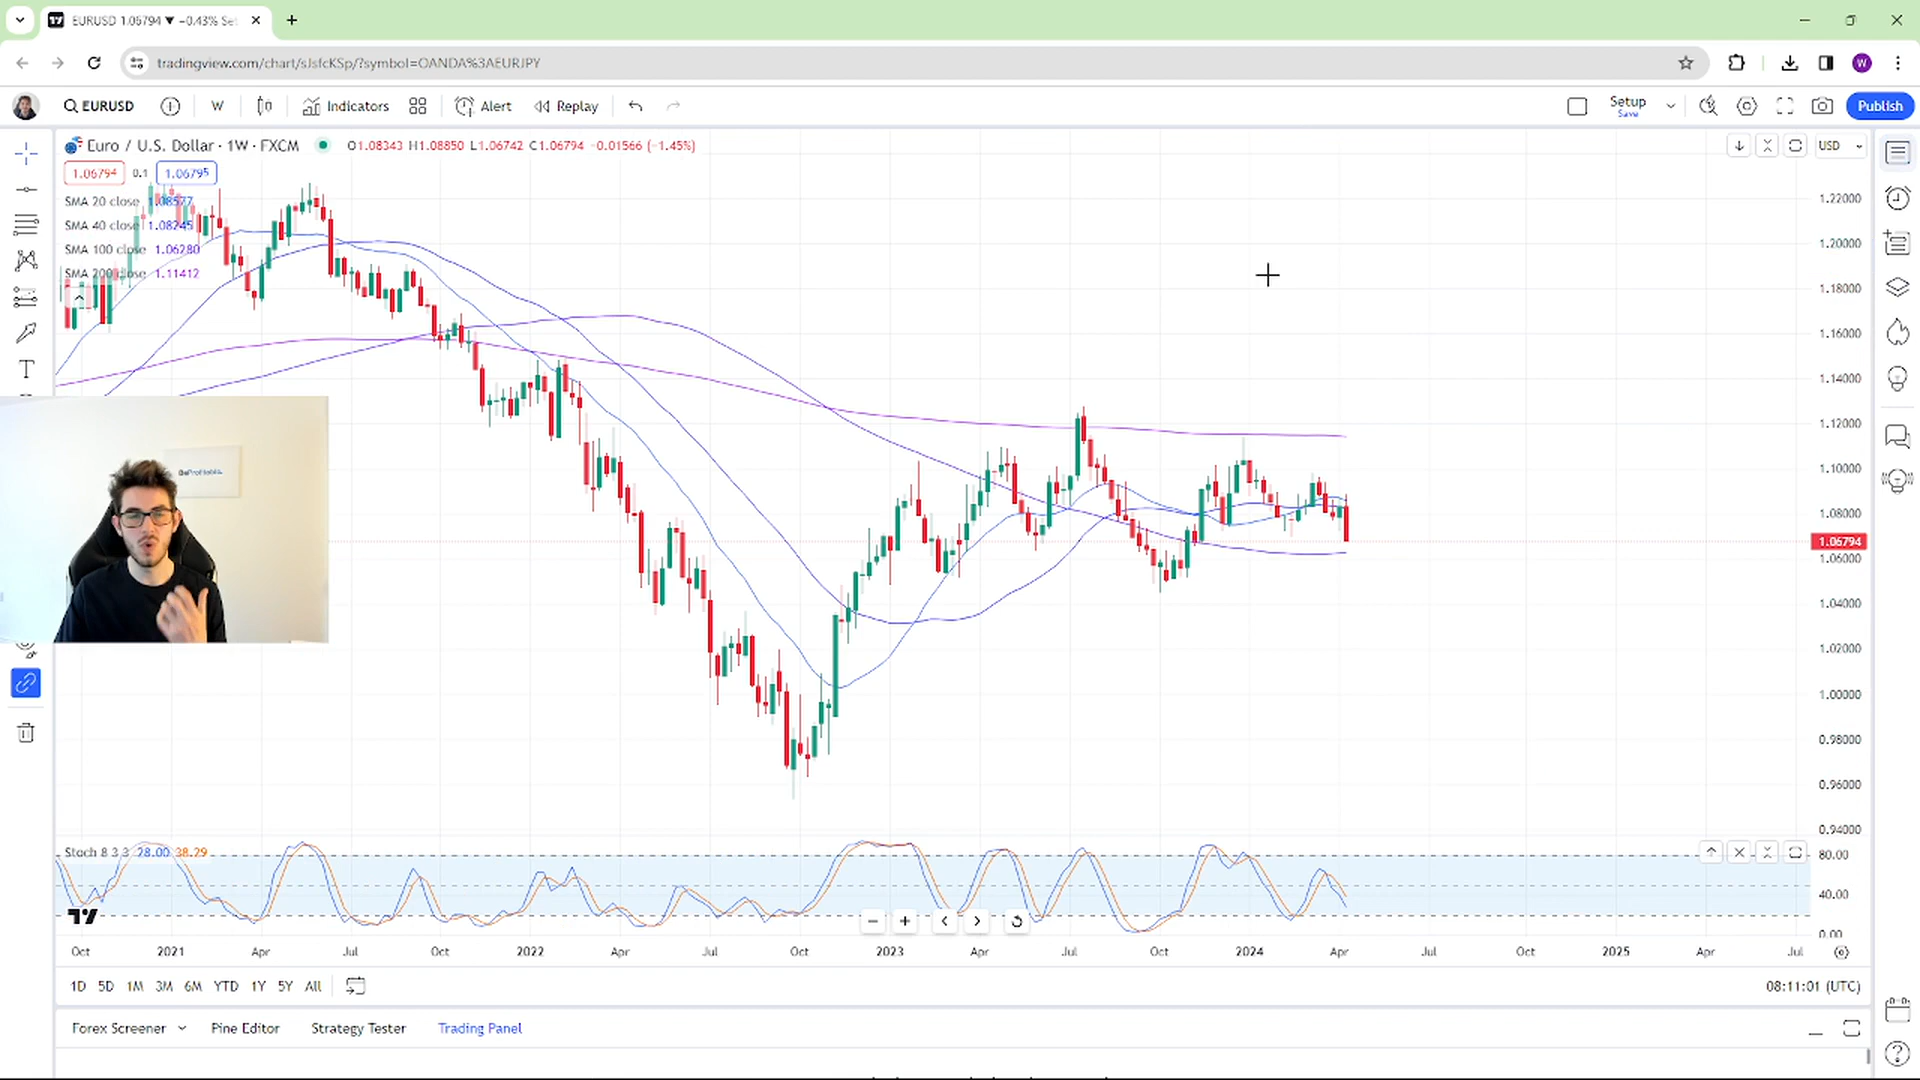 EURUSD 1.06794 ▼ −0.43% Se
tradingview.com/chart/sJsfcKSp/?symbol=OANDA%3AEURJPY
W
EURUSD
W
Indicators
Alert
Replay
Setup
Save
Publish
Euro / U.S. Dollar · 1W · FXCM
O1.08343 H1.08850 L1.06742 C1.06794 -0.01566 (-1.45%)
USD
1.06794
0.1
1.06795
SMA 20 close 1.08577
SMA 40 close 1.08245
SMA 100 close 1.06280
SMA 200 close 1.11412
1.22000
1.20000
1.18000
1.16000
1.14000
1.12000
1.10000
1.08000
1.06794
1.06000
1.04000
1.02000
1.00000
0.98000
0.96000
0.94000
BeProfitable.
Stoch 8 3 3 28.00 38.29
80.00
40.00
0.00
Oct 2021 Apr Jul Oct 2022 Apr Jul Oct 2023 Apr Jul Oct 2024 Apr Jul Oct 2025 Apr Jul
1D 5D 1M 3M 6M YTD 1Y 5Y All
08:11:01 (UTC)
Forex Screener
Pine Editor
Strategy Tester
Trading Panel